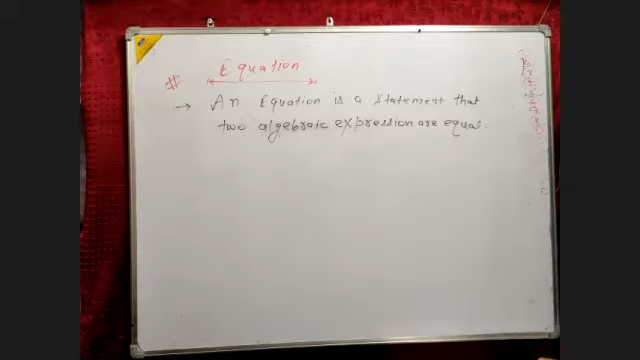 # Equation
→ An Equation is a statement that
two algebraic expression are equal.